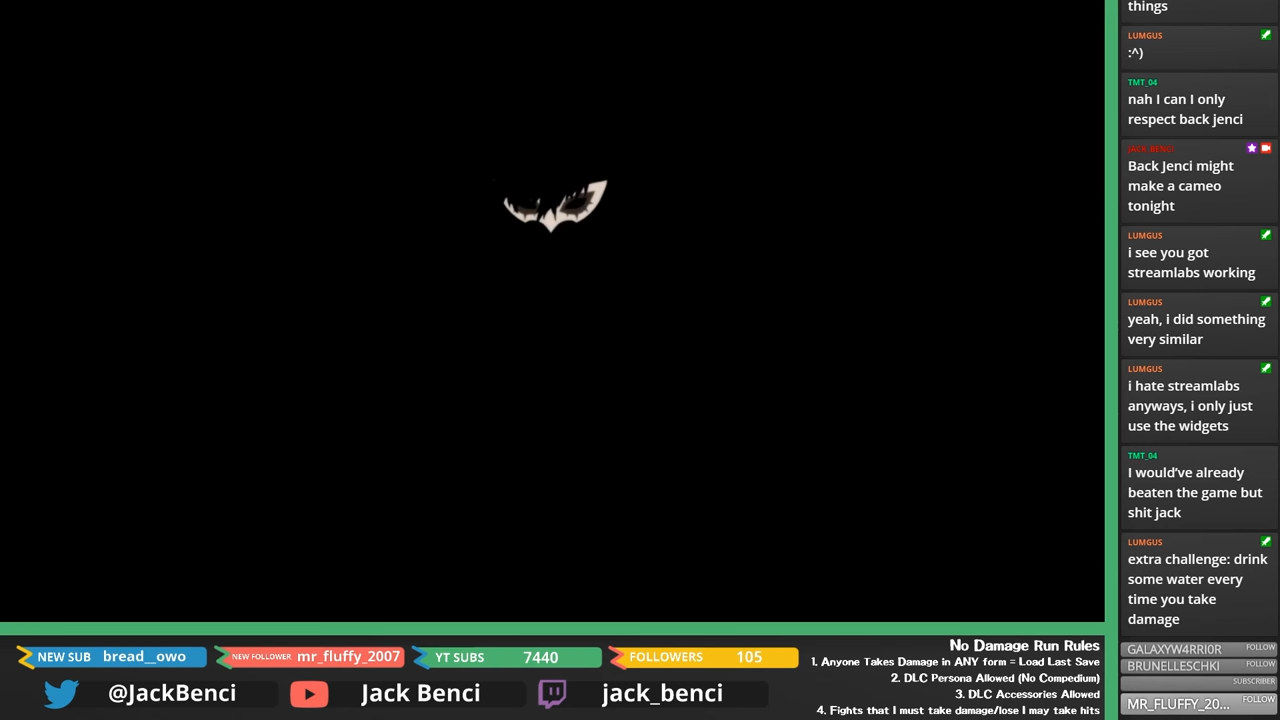 things
LUMGUS
:^)
TMT_04
nah I can I only
respect back jenci
JACK_BENCI
Back Jenci might
make a cameo
tonight
LUMGUS
i see you got
streamlabs working
LUMGUS
yeah, i did something
very similar
LUMGUS
i hate streamlabs
anyways, i only just
use the widgets
TMT_04
I would've already
beaten the game but
shit jack
LUMGUS
extra challenge: drink
some water every
time you take
damage
GALAXYW4RRI0R FOLLOW
BRUNELLESCHKI FOLLOW
SUBSCRIBER
MR_FLUFFY_20... FOLLOW
NEW SUB bread__owo
NEW FOLLOWER mr_fluffy_2007
YT SUBS 7440
FOLLOWERS 105
@JackBenci
Jack Benci
jack_benci
No Damage Run Rules
1. Anyone Takes Damage in ANY form = Load Last Save
2. DLC Persona Allowed (No Compedium)
3. DLC Accessories Allowed
4. Fights that I must take damage/lose I may take hits